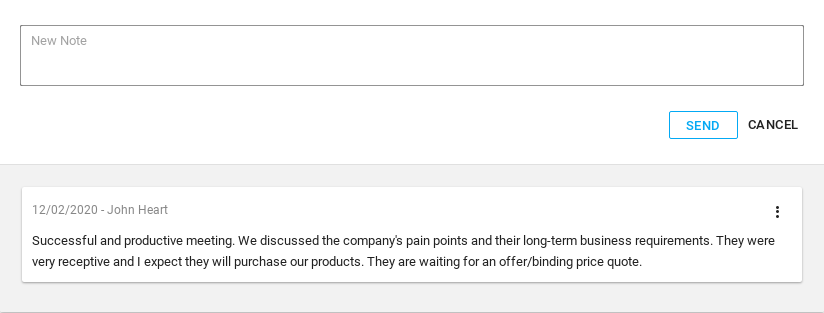 New Note
SEND CANCEL
12/02/2020 - John Heart
Successful and productive meeting. We discussed the company's pain points and their long-term business requirements. They were
very receptive and I expect they will purchase our products. They are waiting for an offer/binding price quote.